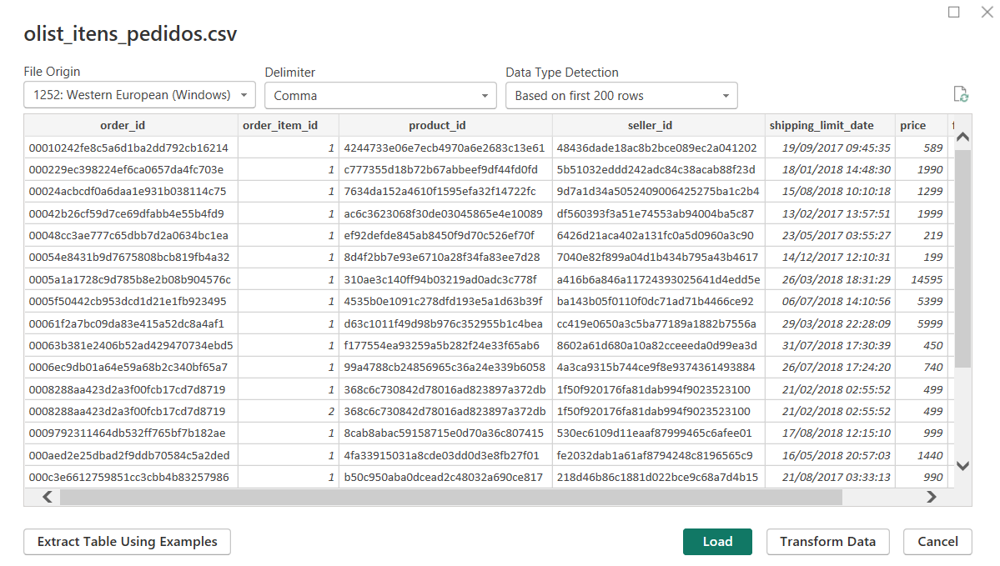 olist_itens_pedidos.csv
File Origin Delimiter Data Type Detection
1252: Western European (Windows) Comma Based on first 200 rows
order_id order_item_id product_id seller_id shipping_limit_date price
00010242fe8c5a6d1ba2dd792cb16214 1 4244733e06e7ecb4970a6e2683c13e61 48436dade18ac8b2bce089ec2a041202 19/09/2017 09:45:35 589
000229ec398224ef6ca0657da4fc703e 1 c777355d18b72b67abbeef9df44fd0fd 5b51032eddd242adc84c38acab88f23d 18/01/2018 14:48:30 1990
00024acbcdf0a6daa1e931b038114c75 1 7634da152a4610f1595efa32f14722fc 9d7a1d34a5052409006425275ba1c2b4 15/08/2018 10:10:18 1299
00042b26cf59d7ce69dfabb4e55b4fd9 1 ac6c3623068f30de03045865e4e10089 df560393f3a51e74553ab94004ba5c87 13/02/2017 13:57:51 1999
00048cc3ae777c65dbb7d2a0634bc1ea 1 ef92defde845ab8450f9d70c526ef70f 6426d21aca402a131fc0a5d0960a3c90 23/05/2017 03:55:27 219
00054e8431b9d7675808bcb819fb4a32 1 8d4f2bb7e93e6710a28f34fa83ee7d28 7040e82f899a04d1b434b795a43b4617 14/12/2017 12:10:31 199
0005a1a1728c9d785b8e2b08b904576c 1 310ae3c140ff94b03219ad0adc3c778f a416b6a846a11724393025641d4edd5e 26/03/2018 18:31:29 14595
0005f50442cb953dcd1d21e1fb923495 1 4535b0e1091c278dfd193e5a1d63b39f ba143b05f0110f0dc71ad71b4466ce92 06/07/2018 14:10:56 5399
00061f2a7bc09da83e415a52dc8a4af1 1 d63c1011f49d98b976c352955b1c4bea cc419e0650a3c5ba77189a1882b7556a 29/03/2018 22:28:09 5999
00063b381e2406b52ad429470734ebd5 1 f177554ea93259a5b282f24e33f65ab6 8602a61d680a10a82cceeeda0d99ea3d 31/07/2018 17:30:39 450
0006ec9db01a64e59a68b2c340bf65a7 1 99a4788cb24856965c36a24e339b6058 4a3ca9315b744ce9f8e9374361493884 26/07/2018 17:24:20 740
0008288aa423d2a3f00fcb17cd7d8719 1 368c6c730842d78016ad823897a372db 1f50f920176fa81dab994f9023523100 21/02/2018 02:55:52 499
0008288aa423d2a3f00fcb17cd7d8719 2 368c6c730842d78016ad823897a372db 1f50f920176fa81dab994f9023523100 21/02/2018 02:55:52 499
0009792311464db532ff765bf7b182ae 1 8cab8abac59158715e0d70a36c807415 530ec6109d11eaaf87999465c6afee01 17/08/2018 12:15:10 999
000aed2e25dbad2f9ddb70584c5a2ded 1 4fa33915031a8cde03dd0d3e8fb27f01 fe2032dab1a61af8794248c8196565c9 16/05/2018 20:57:03 1440
000c3e6612759851cc3cbb4b83257986 1 b50c950aba0dcead2c48032a690ce817 218d46b86c1881d022bce9c68a7d4b15 21/08/2017 03:33:13 990
Extract Table Using Examples Load Transform Data Cancel